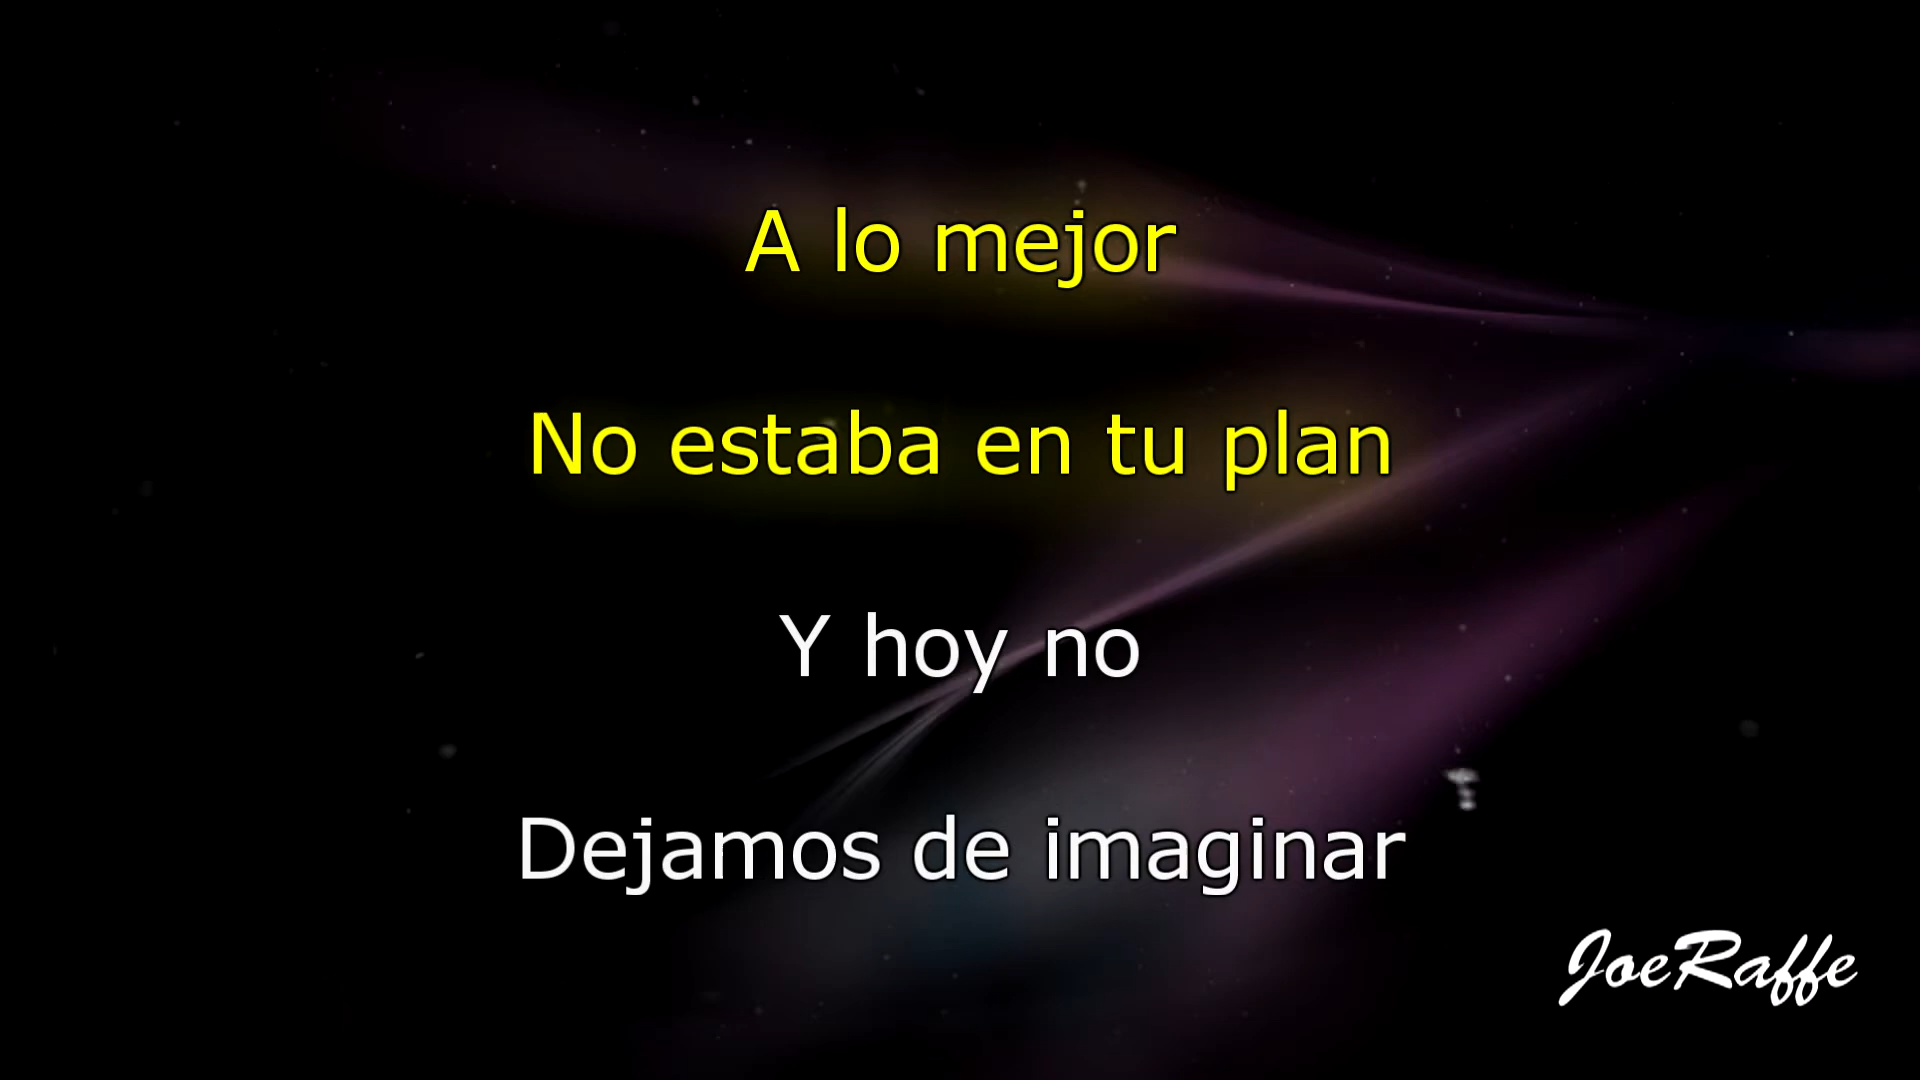 A lo mejor
No estaba en tu plan
Y hoy no
Dejamos de imaginar
JoeRaffe